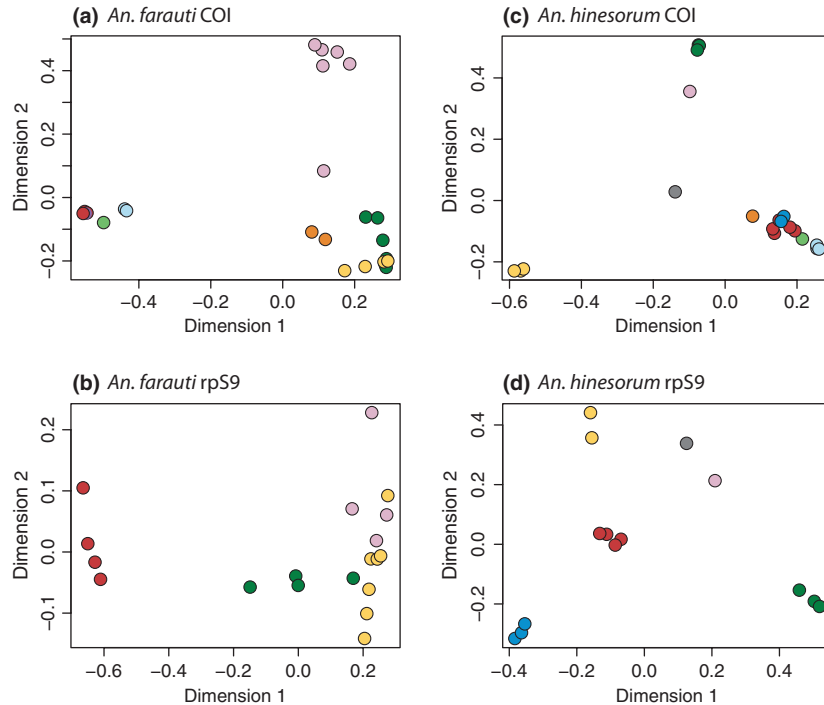 (a) An. farauti COI
Dimension 2
0.4
0.2
0.0
−0.2
−0.4 −0.2 0.0 0.2
Dimension 1
(c) An. hinesorum COI
Dimension 2
0.4
0.2
0.0
−0.2
−0.6 −0.4 −0.2 0.0 0.2
Dimension 1
(b) An. farauti rpS9
Dimension 2
0.2
0.1
0.0
−0.1
−0.6 −0.4 −0.2 0.0 0.2
Dimension 1
(d) An. hinesorum rpS9
Dimension 2
0.4
0.2
0.0
−0.2
−0.4 −0.2 0.0 0.2 0.4
Dimension 1